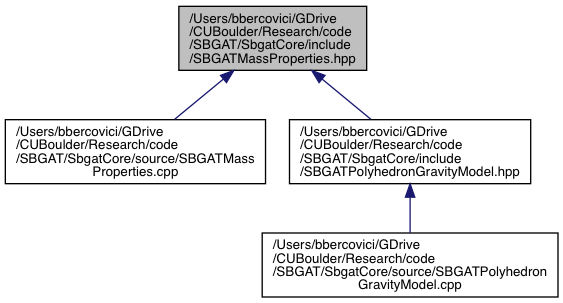 /Users/bbercovici/GDrive
/CUBoulder/Research/code
/SBGAT/SbgatCore/include
/SBGATMassProperties.hpp
/Users/bbercovici/GDrive
/CUBoulder/Research/code
/SBGAT/SbgatCore/source/SBGATMass
Properties.cpp
/Users/bbercovici/GDrive
/CUBoulder/Research/code
/SBGAT/SbgatCore/include
/SBGATPolyhedronGravityModel.hpp
/Users/bbercovici/GDrive
/CUBoulder/Research/code
/SBGAT/SbgatCore/source/SBGATPolyhedron
GravityModel.cpp